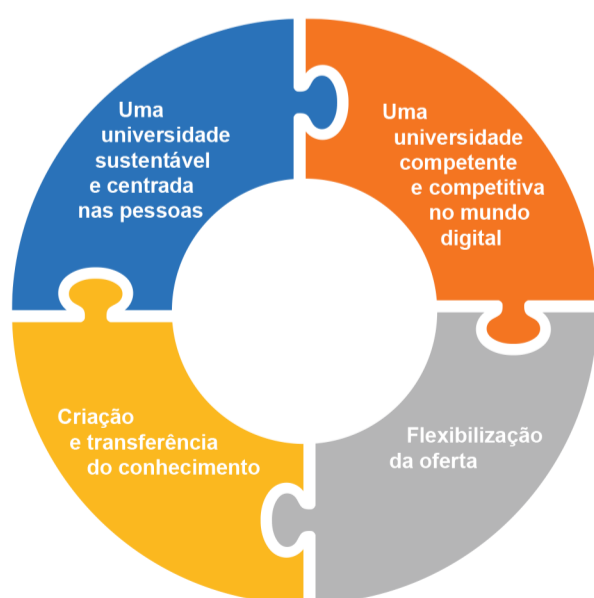 Uma
universidade
sustentável
e centrada
nas pessoas
Uma
universidade
competente
e competitiva
no mundo
digital
Criação
e transferência
do conhecimento
Flexibilização
da oferta